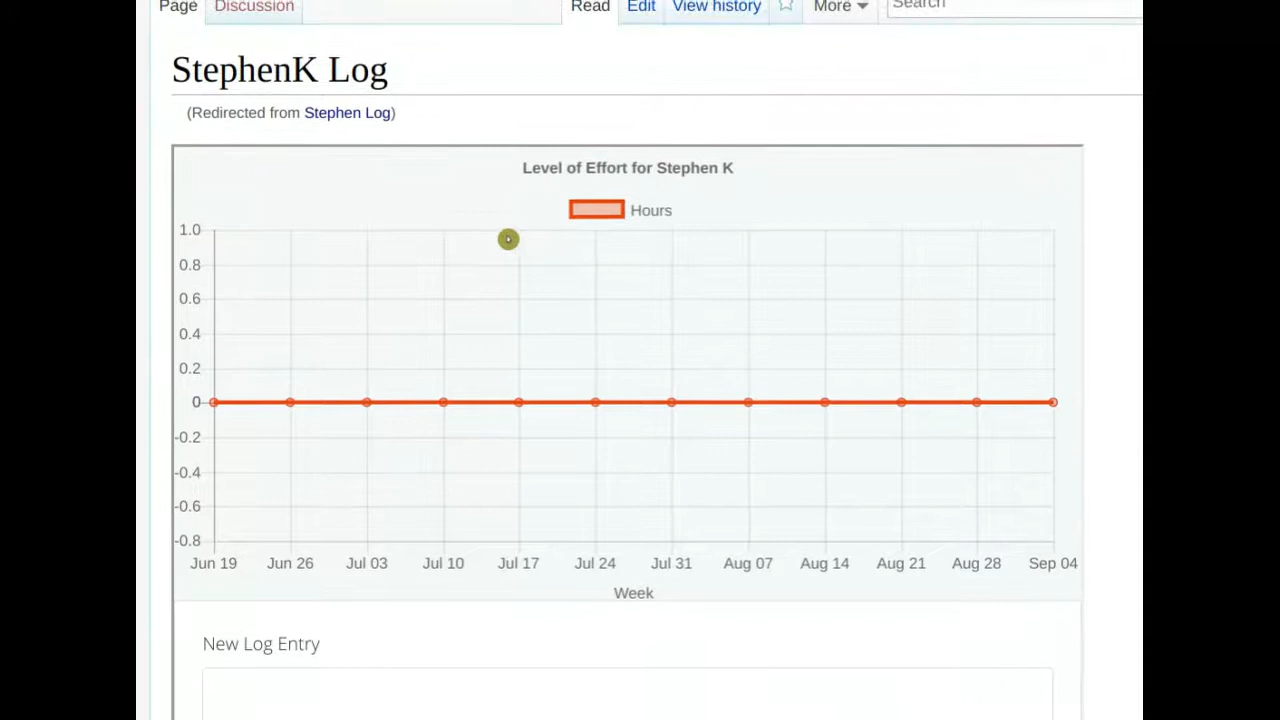 Page Discussion Read Edit View history More Search
StephenK Log
(Redirected from Stephen Log)
Level of Effort for Stephen K
Hours
1.0
0.8
0.6
0.4
0.2
0
-0.2
-0.4
-0.6
-0.8
Jun 19 Jun 26 Jul 03 Jul 10 Jul 17 Jul 24 Jul 31 Aug 07 Aug 14 Aug 21 Aug 28 Sep 04
Week
New Log Entry